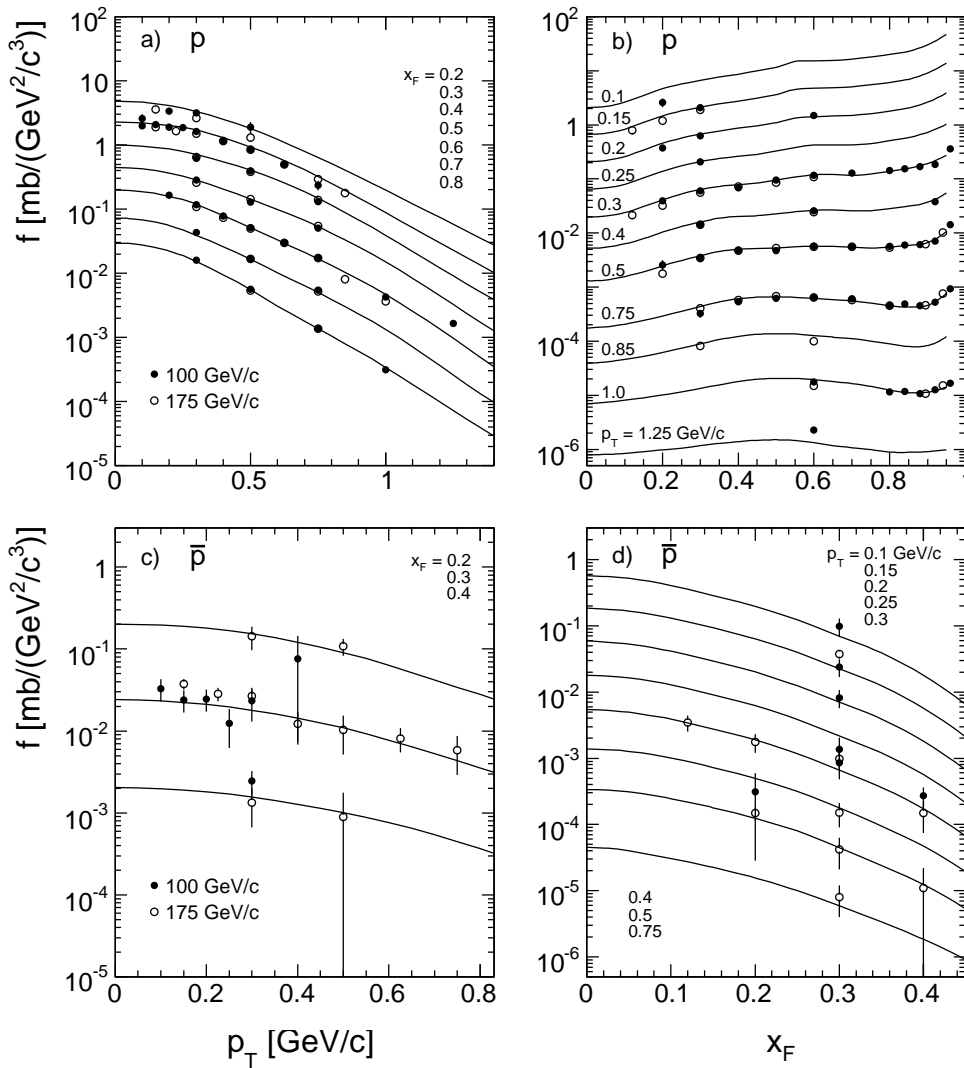 f [mb/(GeV²/c³)]
a) p
x_F = 0.2
0.3
0.4
0.5
0.6
0.7
0.8
10²
10
1
10⁻¹
10⁻²
10⁻³
10⁻⁴
10⁻⁵
100 GeV/c
175 GeV/c
0 0.5 1
b) p
10²
1
10⁻²
10⁻⁴
10⁻⁶
0.1
0.15
0.2
0.25
0.3
0.4
0.5
0.75
0.85
1.0
p_T = 1.25 GeV/c
0 0.2 0.4 0.6 0.8 1
f [mb/(GeV²/c³)]
c) p̄
x_F = 0.2
0.3
0.4
1
10⁻¹
10⁻²
10⁻³
10⁻⁴
10⁻⁵
100 GeV/c
175 GeV/c
0 0.2 0.4 0.6 0.8
p_T [GeV/c]
d) p̄
p_T = 0.1 GeV/c
0.15
0.2
0.25
0.3
1
10⁻¹
10⁻²
10⁻³
10⁻⁴
10⁻⁵
10⁻⁶
0.4
0.5
0.75
0 0.1 0.2 0.3 0.4
x_F